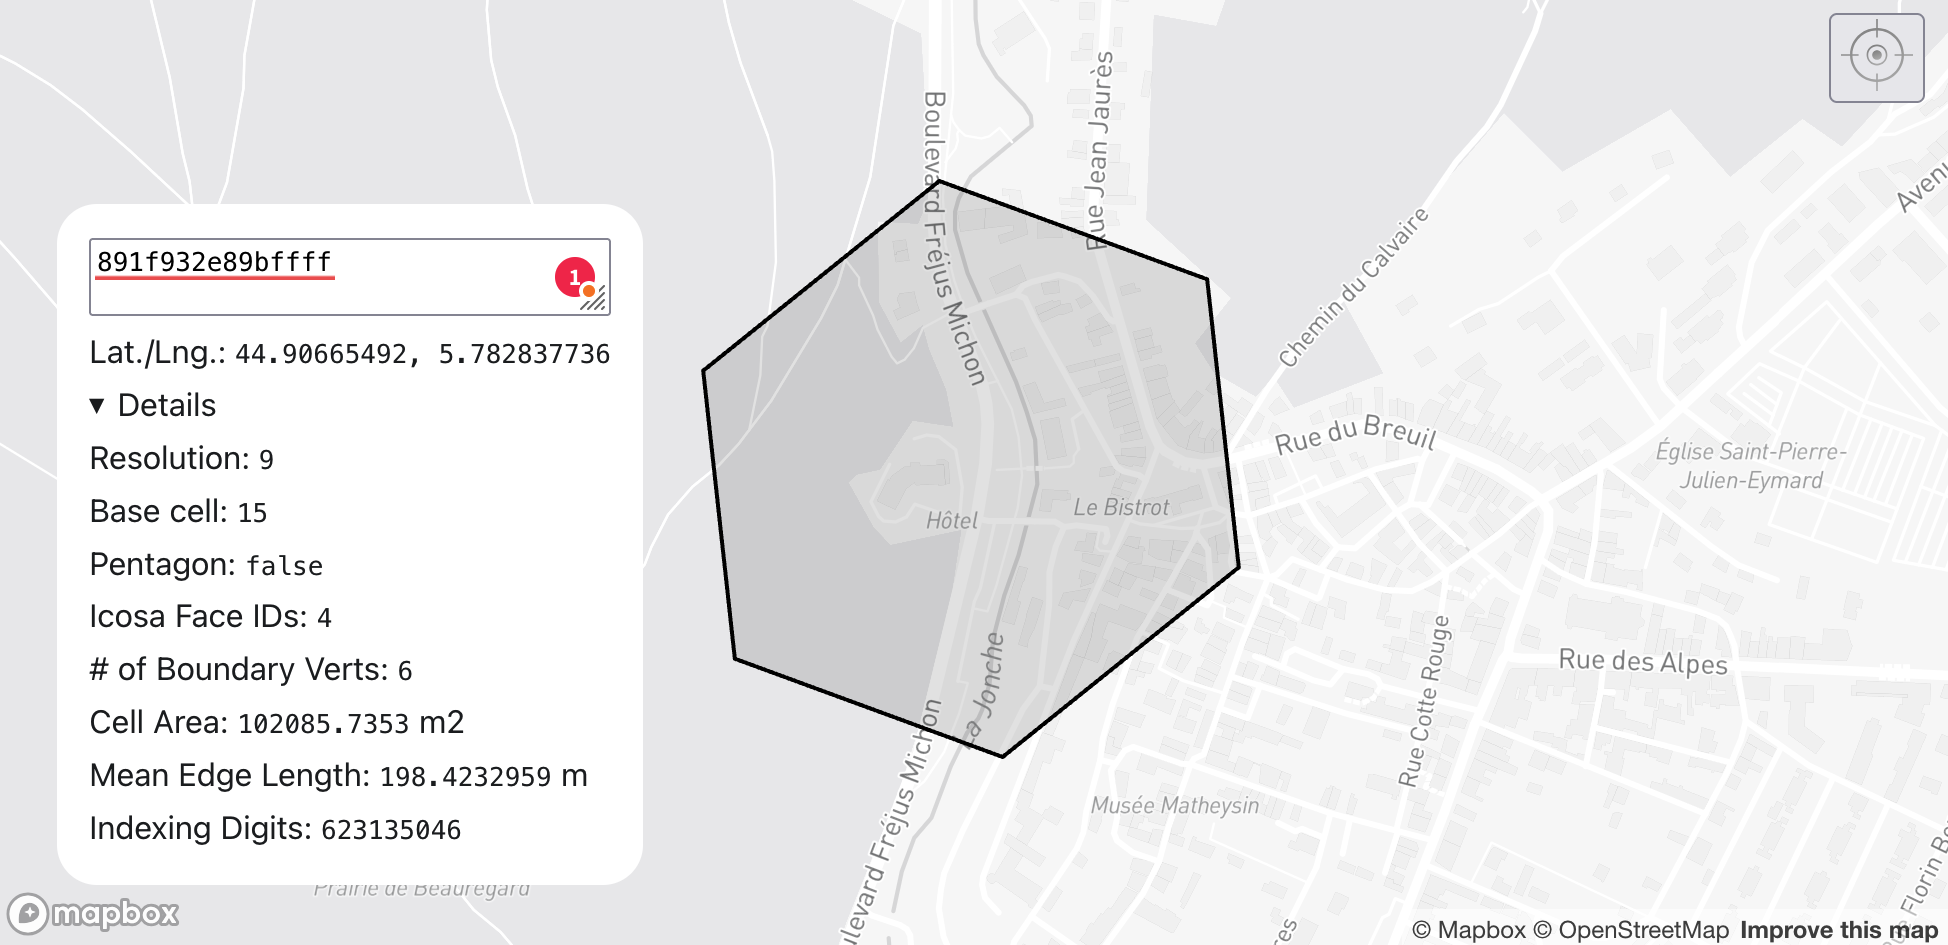 891f932e89bffff
1
Lat./Lng.: 44.90665492, 5.782837736
▼ Details
Resolution: 9
Base cell: 15
Pentagon: false
Icosa Face IDs: 4
# of Boundary Verts: 6
Cell Area: 102085.7353 m2
Mean Edge Length: 198.4232959 m
Indexing Digits: 623135046
Boulevard Fréjus Michon
Rue Jean Jaurès
Chemin du Calvaire
Rue du Breuil
Église Saint-Pierre-
Julien-Eymard
Hôtel
Le Bistrot
La Jonche
Rue Cotte Rouge
Rue des Alpes
Boulevard Fréjus Michon
Musée Matheysin
Prairie de Beauregard
mapbox
© Mapbox © OpenStreetMap Improve this map